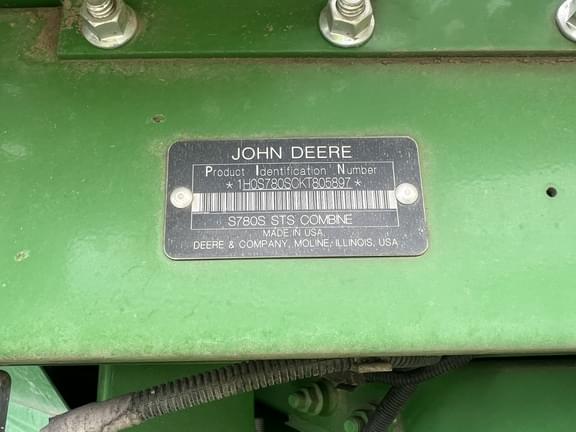 JOHN DEERE
Product Identification Number
*1H0S780SCKT805897*
S780S STS COMBINE
MADE IN USA
DEERE & COMPANY, MOLINE, ILLINOIS, USA